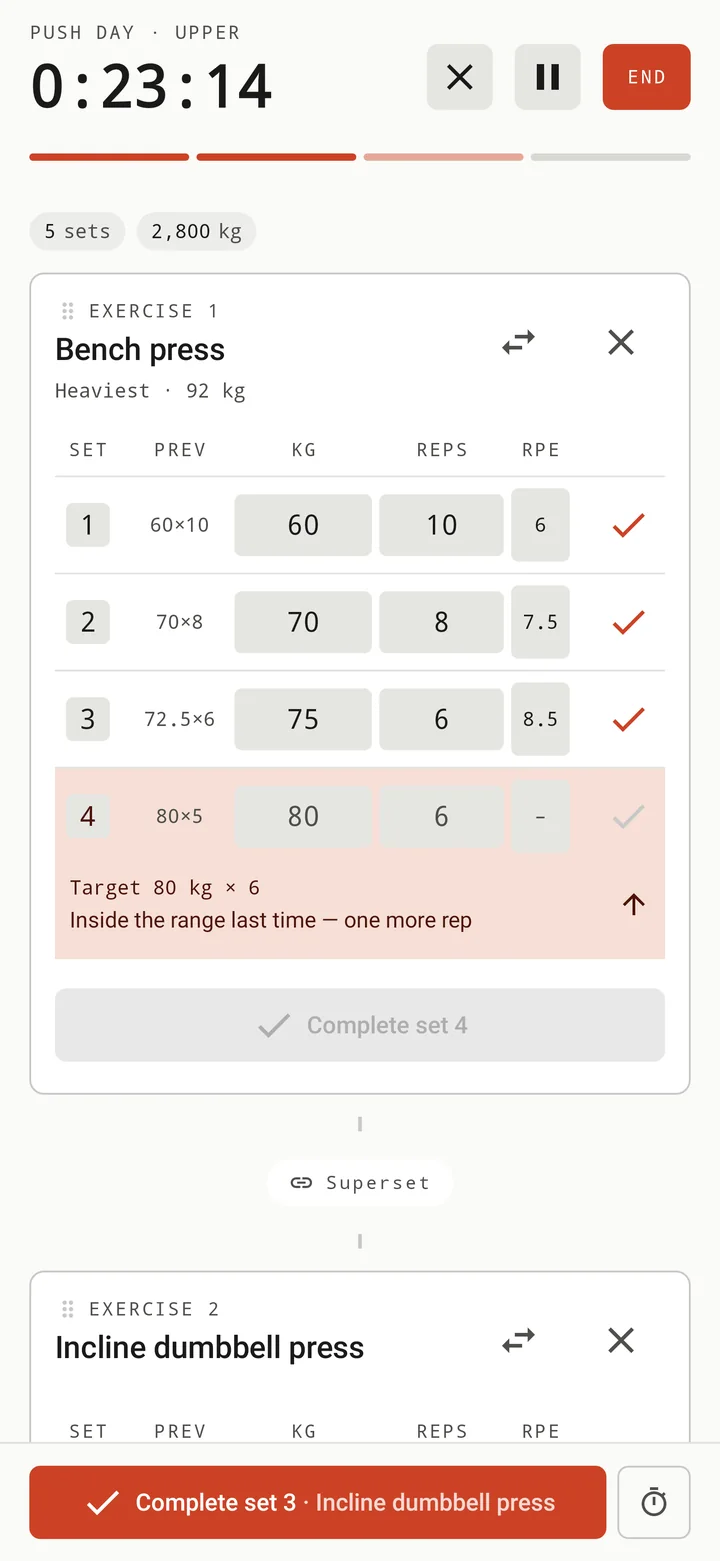 PUSH DAY · UPPER
0:23:14
END
5 sets 2,800 kg
EXERCISE 1
Bench press
Heaviest · 92 kg
SET PREV KG REPS RPE
1 60×10 60 10 6
2 70×8 70 8 7.5
3 72.5×6 75 6 8.5
4 80×5 80 6 –
Target 80 kg × 6
Inside the range last time — one more rep
Complete set 4
Superset
EXERCISE 2
Incline dumbbell press
SET PREV KG REPS RPE
Complete set 3 · Incline dumbbell press